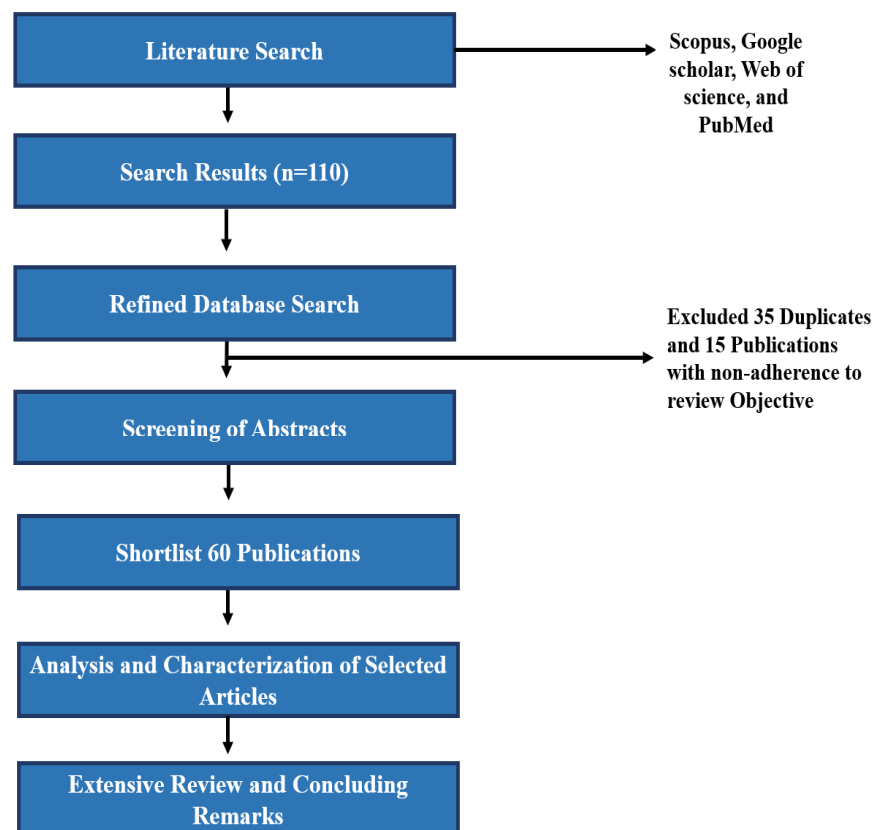 Literature Search
Scopus, Google
scholar, Web of
science, and
PubMed
Search Results (n=110)
Refined Database Search
Excluded 35 Duplicates
and 15 Publications
with non-adherence to
review Objective
Screening of Abstracts
Shortlist 60 Publications
Analysis and Characterization of Selected
Articles
Extensive Review and Concluding
Remarks